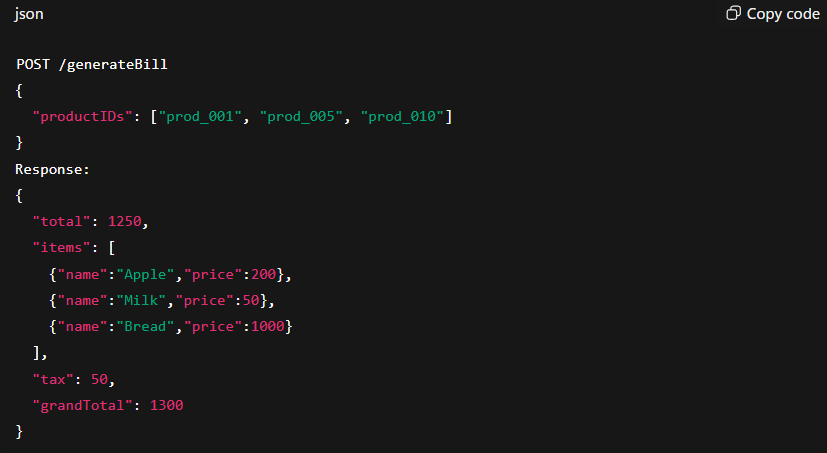 json
Copy code
POST /generateBill
{
  "productIDs": ["prod_001", "prod_005", "prod_010"]
}
Response:
{
  "total": 1250,
  "items": [
    {"name":"Apple","price":200},
    {"name":"Milk","price":50},
    {"name":"Bread","price":1000}
  ],
  "tax": 50,
  "grandTotal": 1300
}